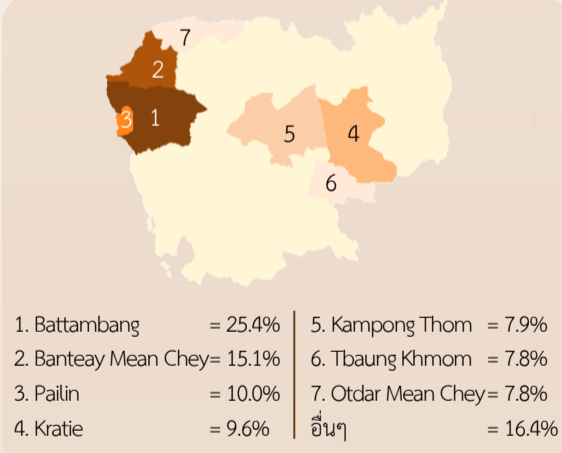 7
2
3 1
5 4
6
1. Battambang = 25.4%
2. Banteay Mean Chey= 15.1%
3. Pailin = 10.0%
4. Kratie = 9.6%
5. Kampong Thom = 7.9%
6. Tbaung Khmom = 7.8%
7. Otdar Mean Chey= 7.8%
อื่นๆ = 16.4%